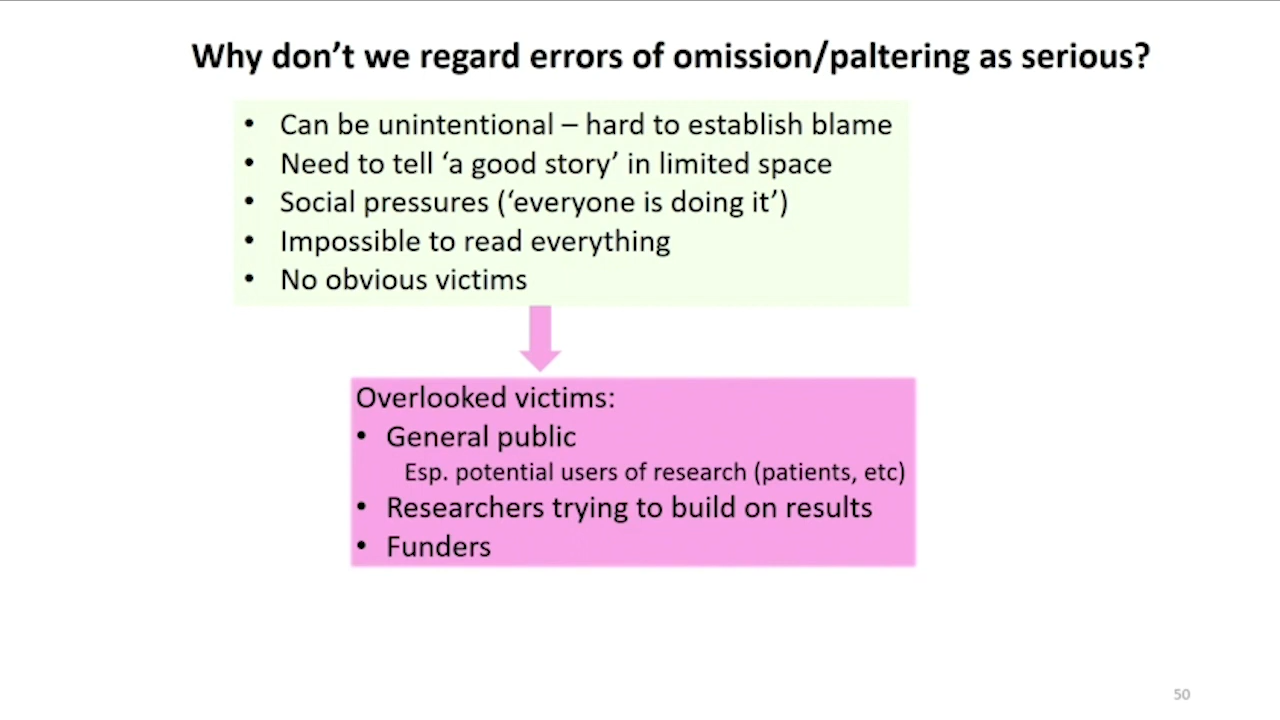 Why don’t we regard errors of omission/paltering as serious?
• Can be unintentional – hard to establish blame
• Need to tell ‘a good story’ in limited space
• Social pressures (‘everyone is doing it’)
• Impossible to read everything
• No obvious victims
Overlooked victims:
• General public
Esp. potential users of research (patients, etc)
• Researchers trying to build on results
• Funders
50